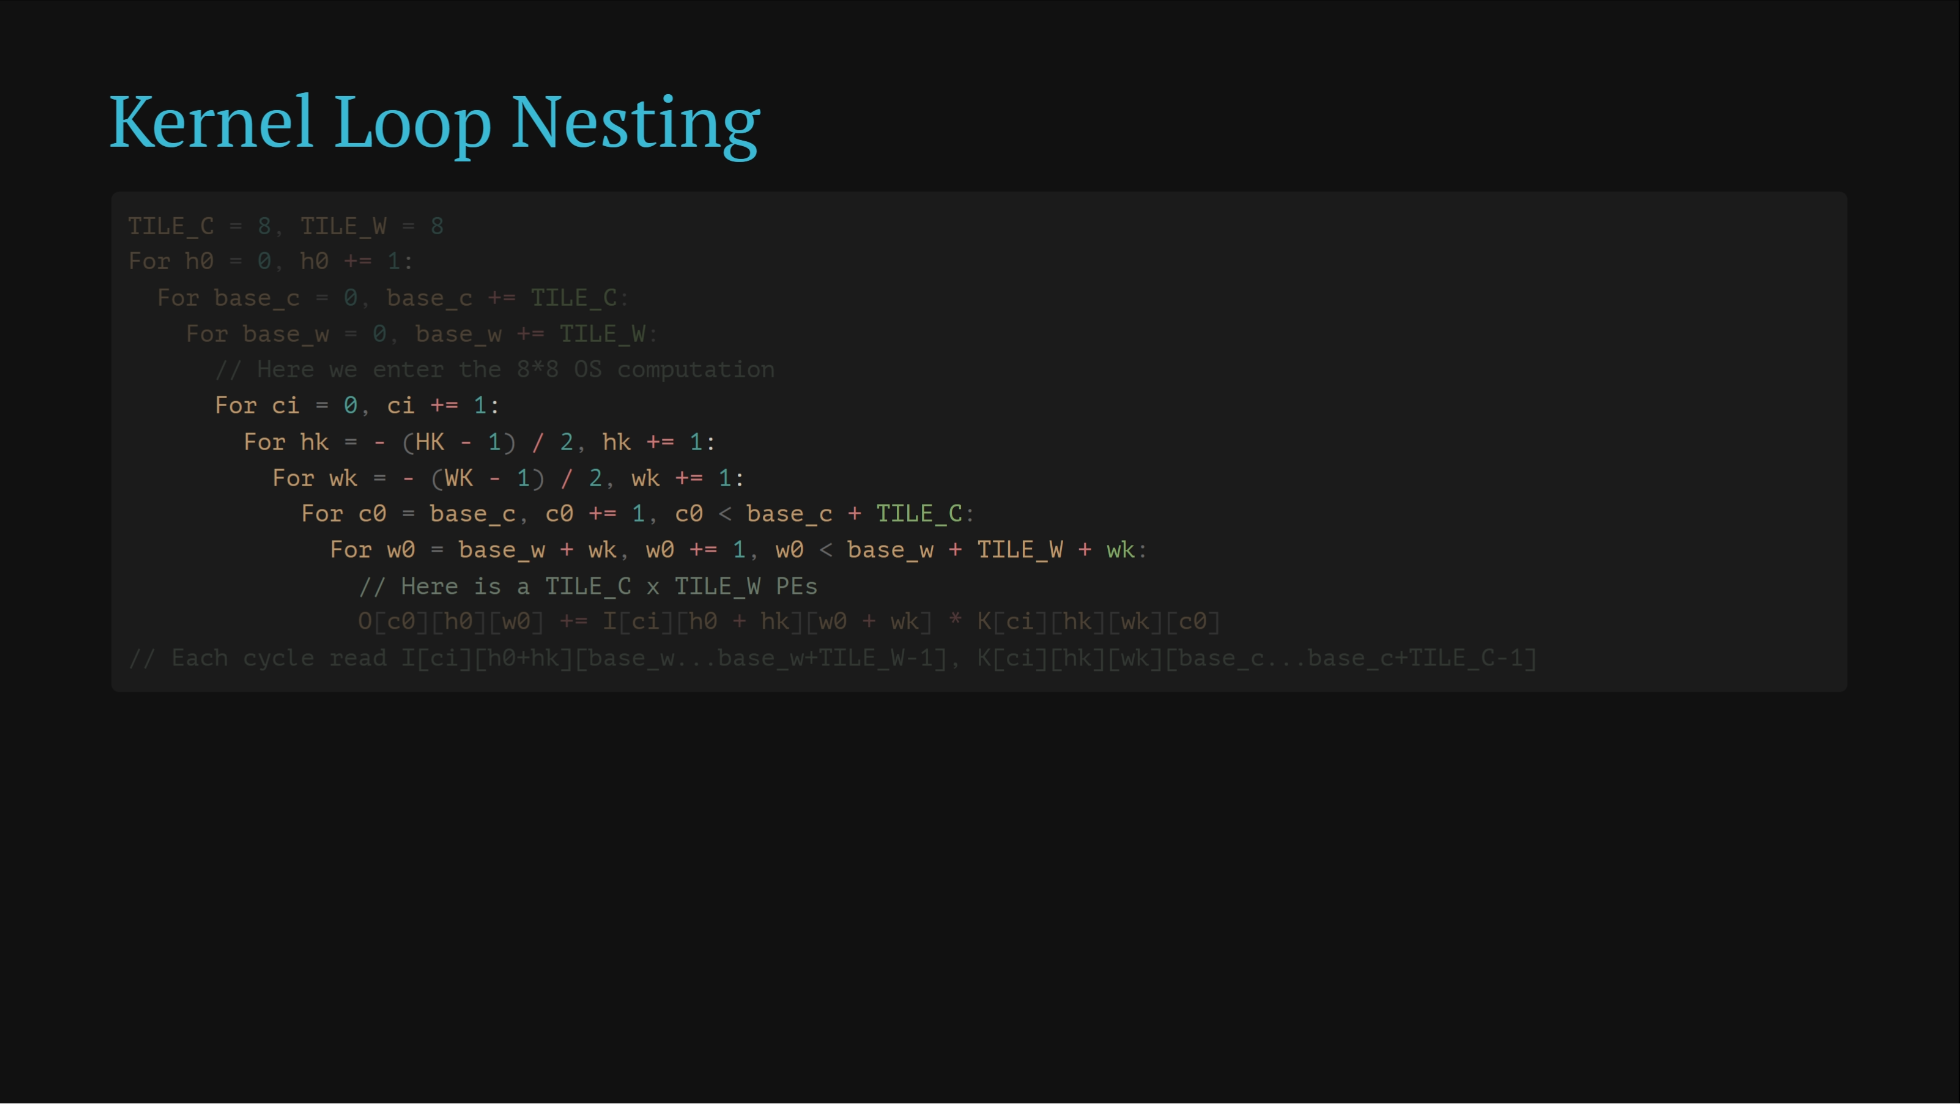 Kernel Loop Nesting
TILE_C = 8, TILE_W = 8
For h0 = 0, h0 += 1:
For base_c = 0, base_c += TILE_C:
For base_w = 0, base_w += TILE_W:
// Here we enter the 8*8 OS computation
For ci = 0, ci += 1:
For hk = - (HK - 1) / 2, hk += 1:
For wk = - (WK - 1) / 2, wk += 1:
For c0 = base_c, c0 += 1, c0 < base_c + TILE_C:
For w0 = base_w + wk, w0 += 1, w0 < base_w + TILE_W + wk:
// Here is a TILE_C x TILE_W PEs
O[c0][h0][w0] += I[ci][h0 + hk][w0 + wk] * K[ci][hk][wk][c0]
// Each cycle read I[ci][h0+hk][base_w...base_w+TILE_W-1], K[ci][hk][wk][base_c...base_c+TILE_C-1]